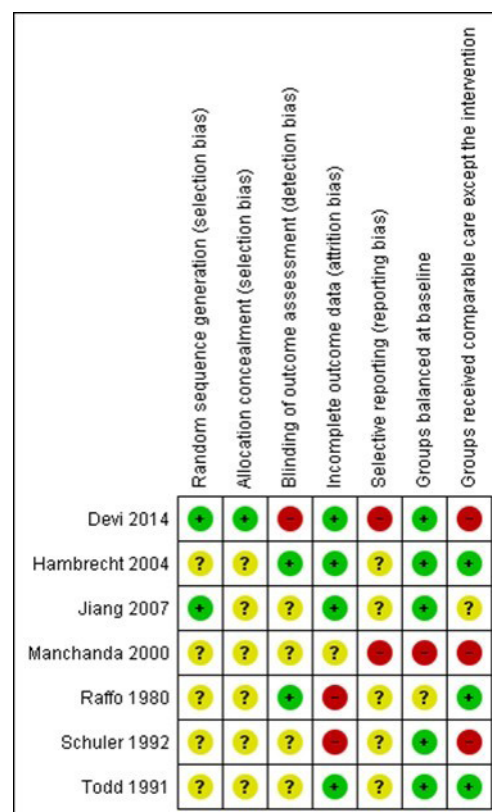 Random sequence generation (selection bias)
Allocation concealment (selection bias)
Blinding of outcome assessment (detection bias)
Incomplete outcome data (attrition bias)
Selective reporting (reporting bias)
Groups balanced at baseline
Groups received comparable care except the intervention
Devi 2014 + + - + - + -
Hambrecht 2004 ? ? + + ? + +
Jiang 2007 + ? ? + ? + ?
Manchanda 2000 ? ? ? ? - - -
Raffo 1980 ? ? + - ? ? +
Schuler 1992 ? ? ? - ? + -
Todd 1991 ? ? ? + ? + +